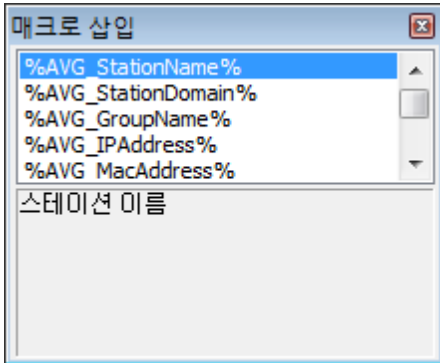 매크로 삽입
%AVG_StationName%
%AVG_StationDomain%
%AVG_GroupName%
%AVG_IPAddress%
%AVG_MacAddress%
스테이션 이름